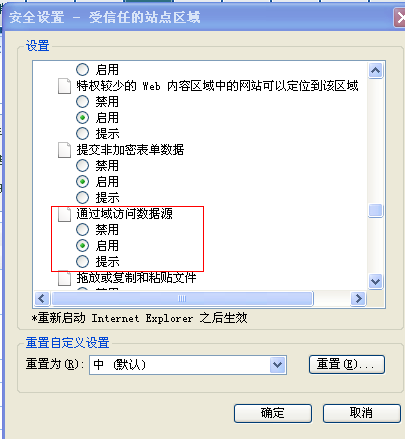 安全设置 - 受信任的站点区域
设置
启用
特权较少的 Web 内容区域中的网站可以定位到该区域
禁用
启用
提示
提交非加密表单数据
禁用
启用
提示
通过域访问数据源
禁用
启用
提示
拖放或复制和粘贴文件
*重新启动 Internet Explorer 之后生效
重置自定义设置
重置为(R): 中 (默认) 重置(E)...
确定 取消